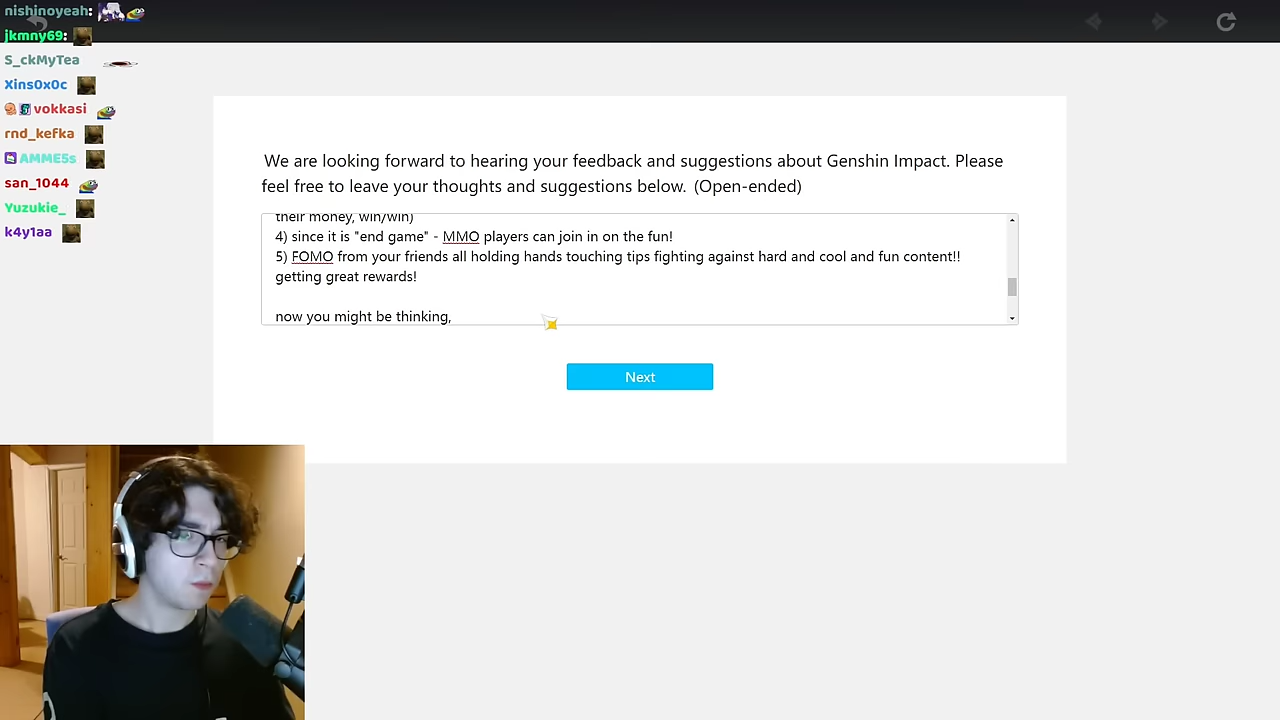 nishinoyeah:
jkmny69:
S_ckMyTea
Xins0x0c
vokkasi
rnd_kefka
AMME5s
san_1044
Yuzukie_
k4y1aa
We are looking forward to hearing your feedback and suggestions about Genshin Impact. Please
feel free to leave your thoughts and suggestions below. (Open-ended)
their money, win/win)
4) since it is "end game" - MMO players can join in on the fun!
5) FOMO from your friends all holding hands touching tips fighting against hard and cool and fun content!!
getting great rewards!
now you might be thinking,
Next